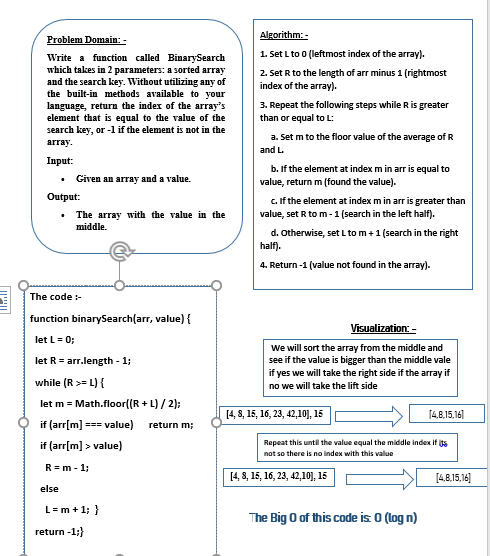 Problem Domain: -
Write a function called BinarySearch
which takes in 2 parameters: a sorted array
and the search key. Without utilizing any of
the built-in methods available to your
language, return the index of the array's
element that is equal to the value of the
search key, or -1 if the element is not in the
array.
Input:
• Given an array and a value.
Output:
• The array with the value in the
middle.
Algorithm: -
1. Set L to 0 (leftmost index of the array).
2. Set R to the length of arr minus 1 (rightmost
index of the array).
3. Repeat the following steps while R is greater
than or equal to L:
a. Set m to the floor value of the average of R
and L.
b. If the element at index m in arr is equal to
value, return m (found the value).
c. If the element at index m in arr is greater than
value, set R to m - 1 (search in the left half).
d. Otherwise, set L to m + 1 (search in the right
half).
4. Return -1 (value not found in the array).
The code :-
function binarySearch(arr, value) {
let L = 0;
let R = arr.length - 1;
while (R >= L) {
let m = Math.floor((R + L) / 2);
if (arr[m] === value) return m;
if (arr[m] > value)
R = m - 1;
else
L = m + 1; }
return -1;}
Visualization: -
We will sort the array from the middle and
see if the value is bigger than the middle vale
if yes we will take the right side if the array if
no we will take the lift side
[4, 8, 15, 16, 23, 42,10], 15
[4,8,15,16]
Repeat this until the value equal the middle index if its
not so there is no index with this value
[4, 8, 15, 16, 23, 42,10], 15
[4,8,15,16]
The Big O of this code is: O (log n)